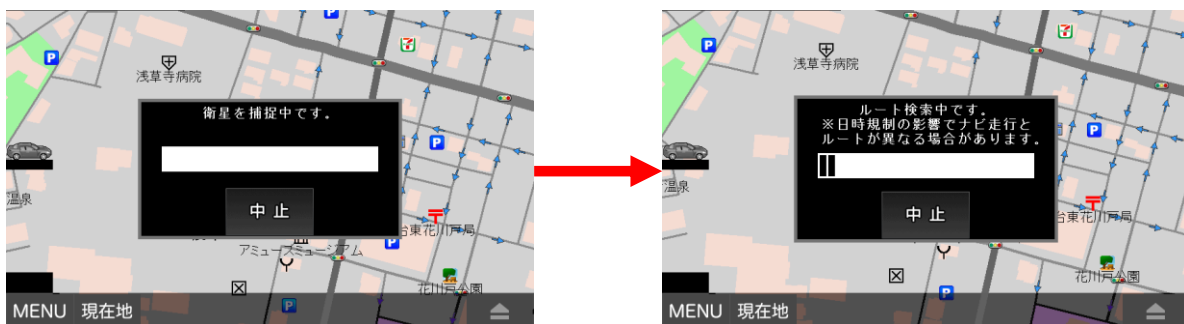 P
P
7
浅草寺病院
衛星を捕捉中です。
P
中止
温泉
〒
台東花川戸局
P
アミューズミュージアム
花川戸公園
P
MENU 現在地
P
7
浅草寺病院
ルート検索中です。
※日時規制の影響でナビ走行と
ルートが異なる場合があります。
P
中止
温泉
〒
台東花川戸局
花川戸公園
P
MENU 現在地